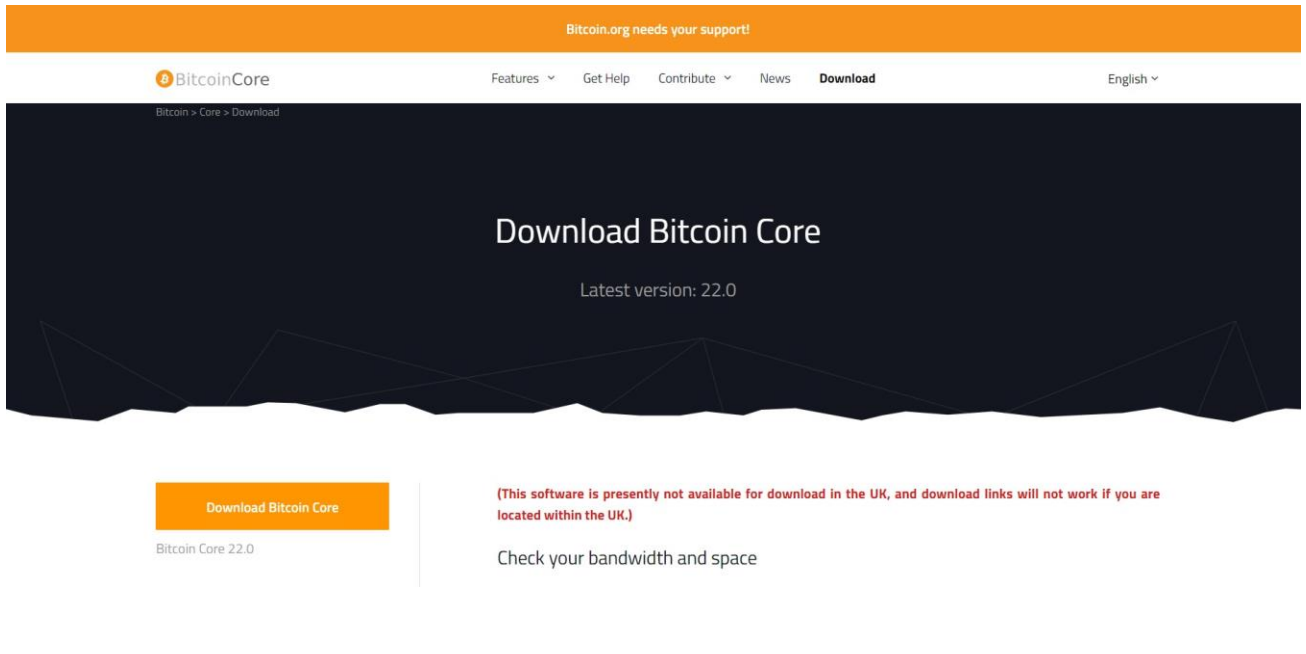 Bitcoin.org needs your support!
BitcoinCore
Features Get Help Contribute News Download English
Bitcoin > Core > Download
Download Bitcoin Core
Latest version: 22.0
Download Bitcoin Core
Bitcoin Core 22.0
(This software is presently not available for download in the UK, and download links will not work if you are
located within the UK.)
Check your bandwidth and space